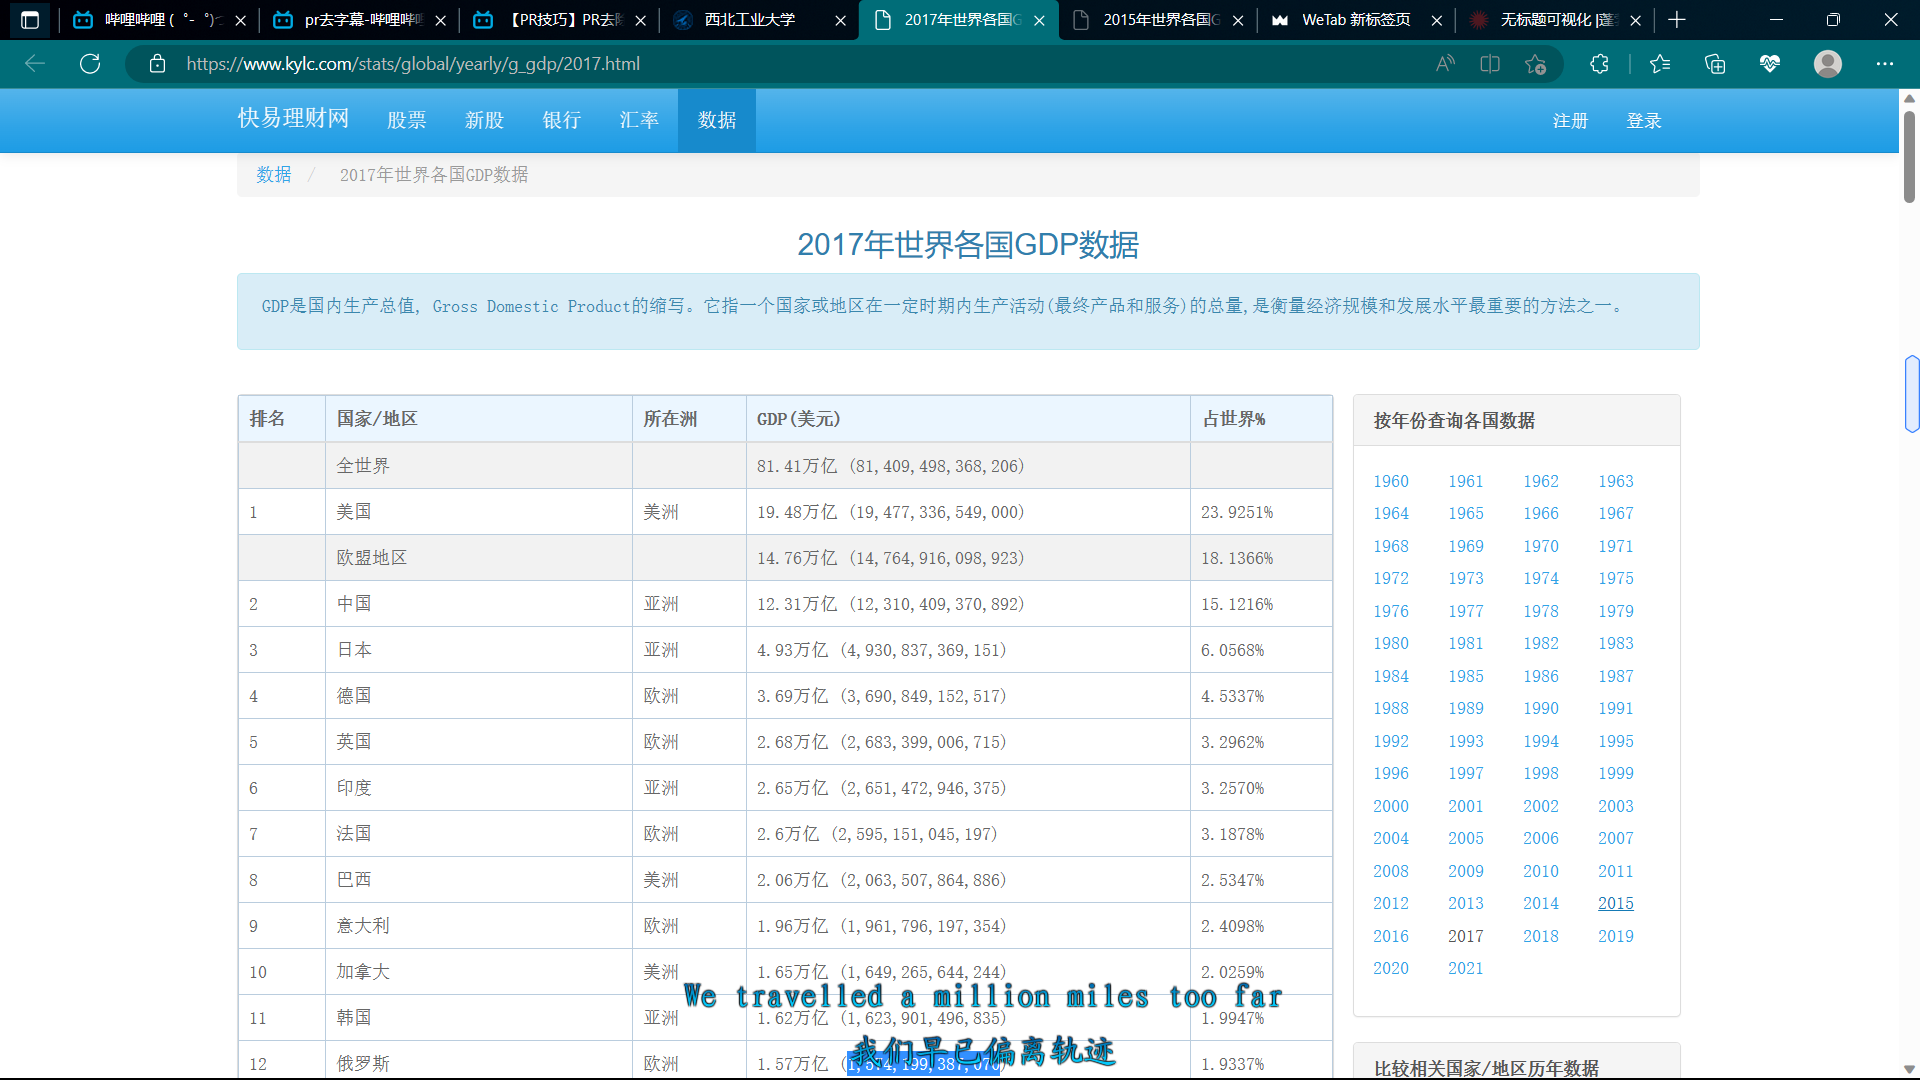 哔哩哔哩 (゜-゜)つ
pr去字幕-哔哩哔哩
【PR技巧】PR去除
西北工业大学
2017年世界各国G
2015年世界各国G
WeTab 新标签页
无标题可视化 |蓬
https://www.kylc.com/stats/global/yearly/g_gdp/2017.html
快易理财网 股票 新股 银行 汇率 数据 注册 登录
数据 / 2017年世界各国GDP数据
2017年世界各国GDP数据
GDP是国内生产总值, Gross Domestic Product的缩写。它指一个国家或地区在一定时期内生产活动(最终产品和服务)的总量,是衡量经济规模和发展水平最重要的方法之一。
排名 国家/地区 所在洲 GDP(美元) 占世界%
全世界 81.41万亿 (81,409,498,368,206)
1 美国 美洲 19.48万亿 (19,477,336,549,000) 23.9251%
欧盟地区 14.76万亿 (14,764,916,098,923) 18.1366%
2 中国 亚洲 12.31万亿 (12,310,409,370,892) 15.1216%
3 日本 亚洲 4.93万亿 (4,930,837,369,151) 6.0568%
4 德国 欧洲 3.69万亿 (3,690,849,152,517) 4.5337%
5 英国 欧洲 2.68万亿 (2,683,399,006,715) 3.2962%
6 印度 亚洲 2.65万亿 (2,651,472,946,375) 3.2570%
7 法国 欧洲 2.6万亿 (2,595,151,045,197) 3.1878%
8 巴西 美洲 2.06万亿 (2,063,507,864,886) 2.5347%
9 意大利 欧洲 1.96万亿 (1,961,796,197,354) 2.4098%
10 加拿大 美洲 1.65万亿 (1,649,265,644,244) 2.0259%
We travelled a million miles too far
11 韩国 亚洲 1.62万亿 (1,623,901,496,835) 1.9947%
我们早已偏离轨迹
12 俄罗斯 欧洲 1.57万亿 1.9337%
按年份查询各国数据
1960 1961 1962 1963
1964 1965 1966 1967
1968 1969 1970 1971
1972 1973 1974 1975
1976 1977 1978 1979
1980 1981 1982 1983
1984 1985 1986 1987
1988 1989 1990 1991
1992 1993 1994 1995
1996 1997 1998 1999
2000 2001 2002 2003
2004 2005 2006 2007
2008 2009 2010 2011
2012 2013 2014 2015
2016 2017 2018 2019
2020 2021
比较相关国家/地区历年数据